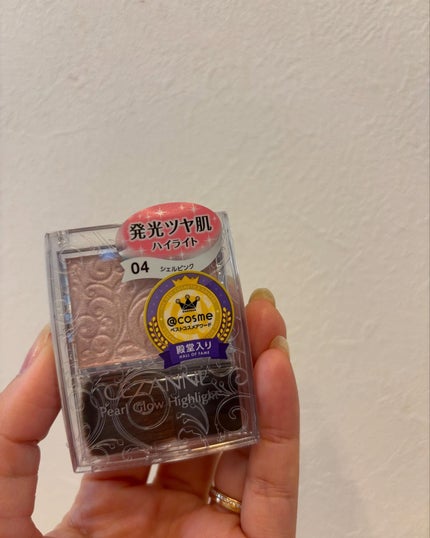 発光ツヤ肌
ハイライト
04 シェルピンク
@cosme
ベストコスメアワード
殿堂入り
HALL OF FAME
CEZANNE
Pearl Glow Highlight